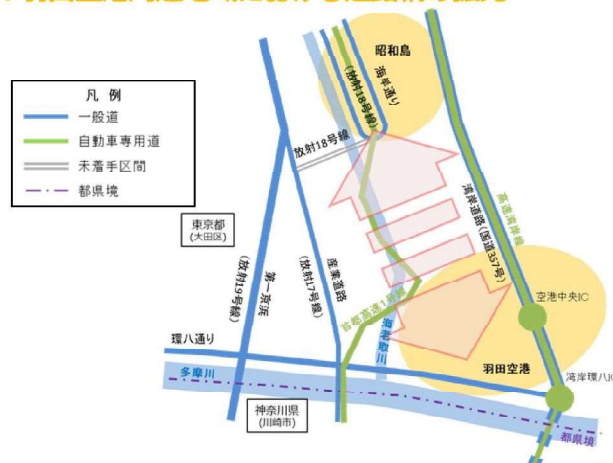 昭和島
(放射18号線)
海岸通り
凡 例
一般道
自動車専用道
未着手区間
都県境
放射18号線
東京都
(大田区)
第一京浜
(放射19号線)
産業道路
(放射17号線)
首都高速1号線
海老取川
湾岸道路(国道357号)
高速湾岸線
空港中央IC
羽田空港
湾岸環八IC
環八通り
多摩川
神奈川県
(川崎市)
都県境